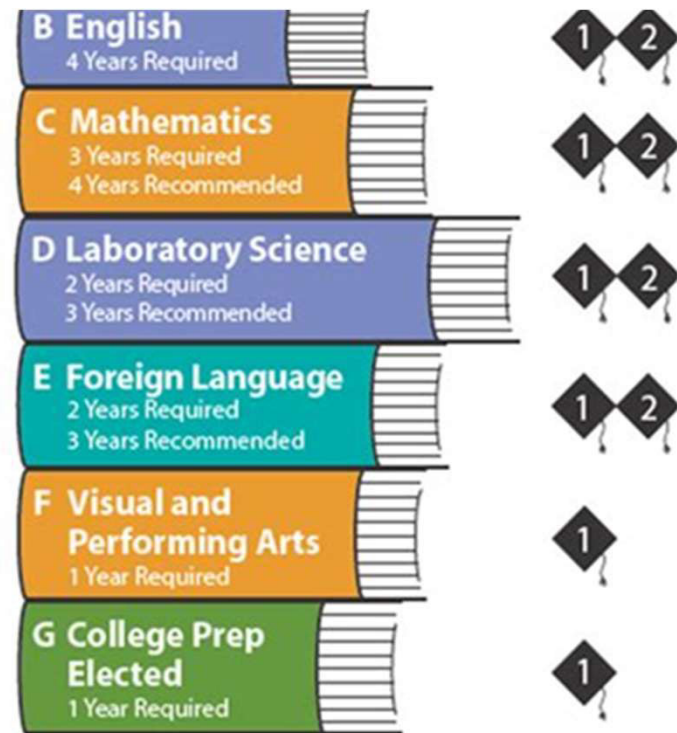 B English
4 Years Required
1 2
C Mathematics
3 Years Required
4 Years Recommended
1 2
D Laboratory Science
2 Years Required
3 Years Recommended
1 2
E Foreign Language
2 Years Required
3 Years Recommended
1 2
F Visual and
Performing Arts
1 Year Required
1
G College Prep
Elected
1 Year Required
1